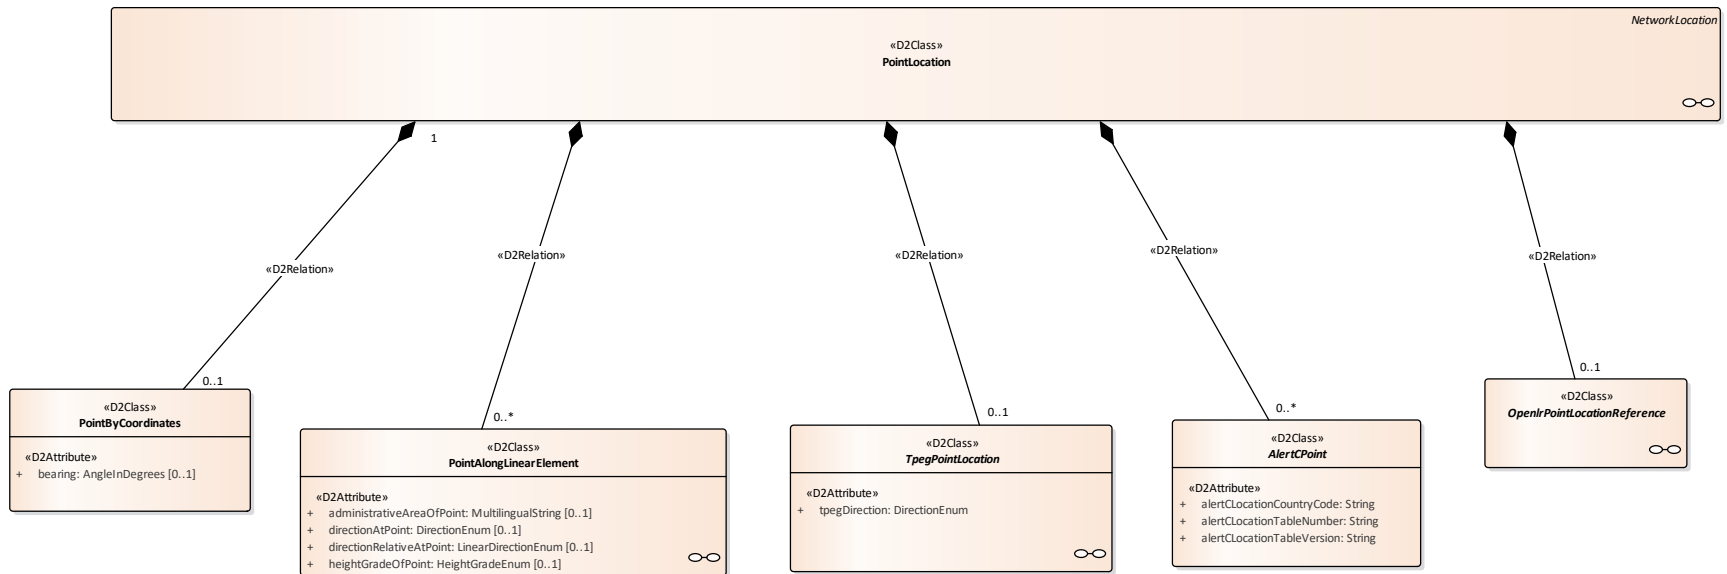 NetworkLocation
«D2Class»
PointLocation
1
«D2Relation»
«D2Relation»
«D2Relation»
«D2Relation»
«D2Relation»
0..1
0..*
0..1
0..*
0..1
«D2Class»
PointByCoordinates
«D2Attribute»
+ bearing: AngleInDegrees [0..1]
«D2Class»
PointAlongLinearElement
«D2Attribute»
+ administrativeAreaOfPoint: MultilingualString [0..1]
+ directionAtPoint: DirectionEnum [0..1]
+ directionRelativeAtPoint: LinearDirectionEnum [0..1]
+ heightGradeOfPoint: HeightGradeEnum [0..1]
«D2Class»
TpegPointLocation
«D2Attribute»
+ tpegDirection: DirectionEnum
«D2Class»
AlertCPoint
«D2Attribute»
+ alertCLocationCountryCode: String
+ alertCLocationTableNumber: String
+ alertCLocationTableVersion: String
«D2Class»
OpenlrPointLocationReference